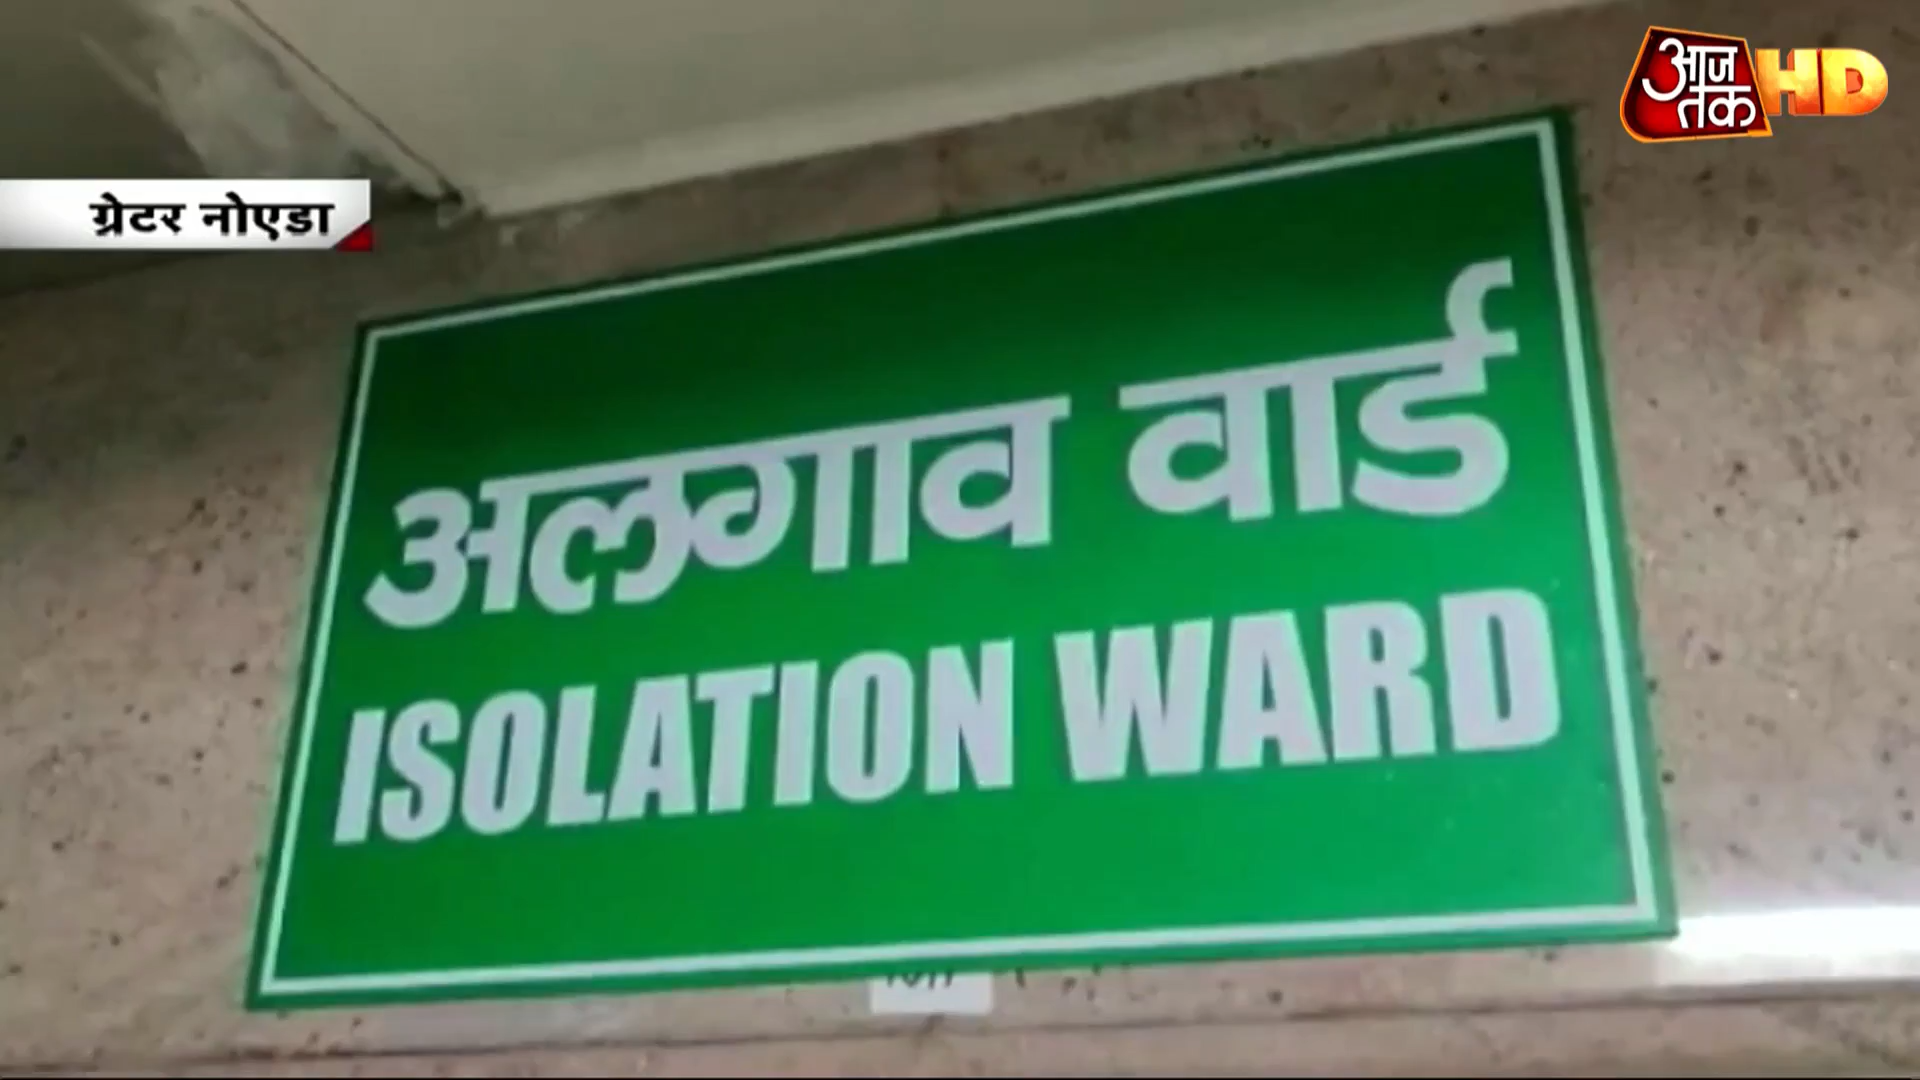 आज
तक HD
ग्रेटर नोएडा
अलगाव वार्ड
ISOLATION WARD